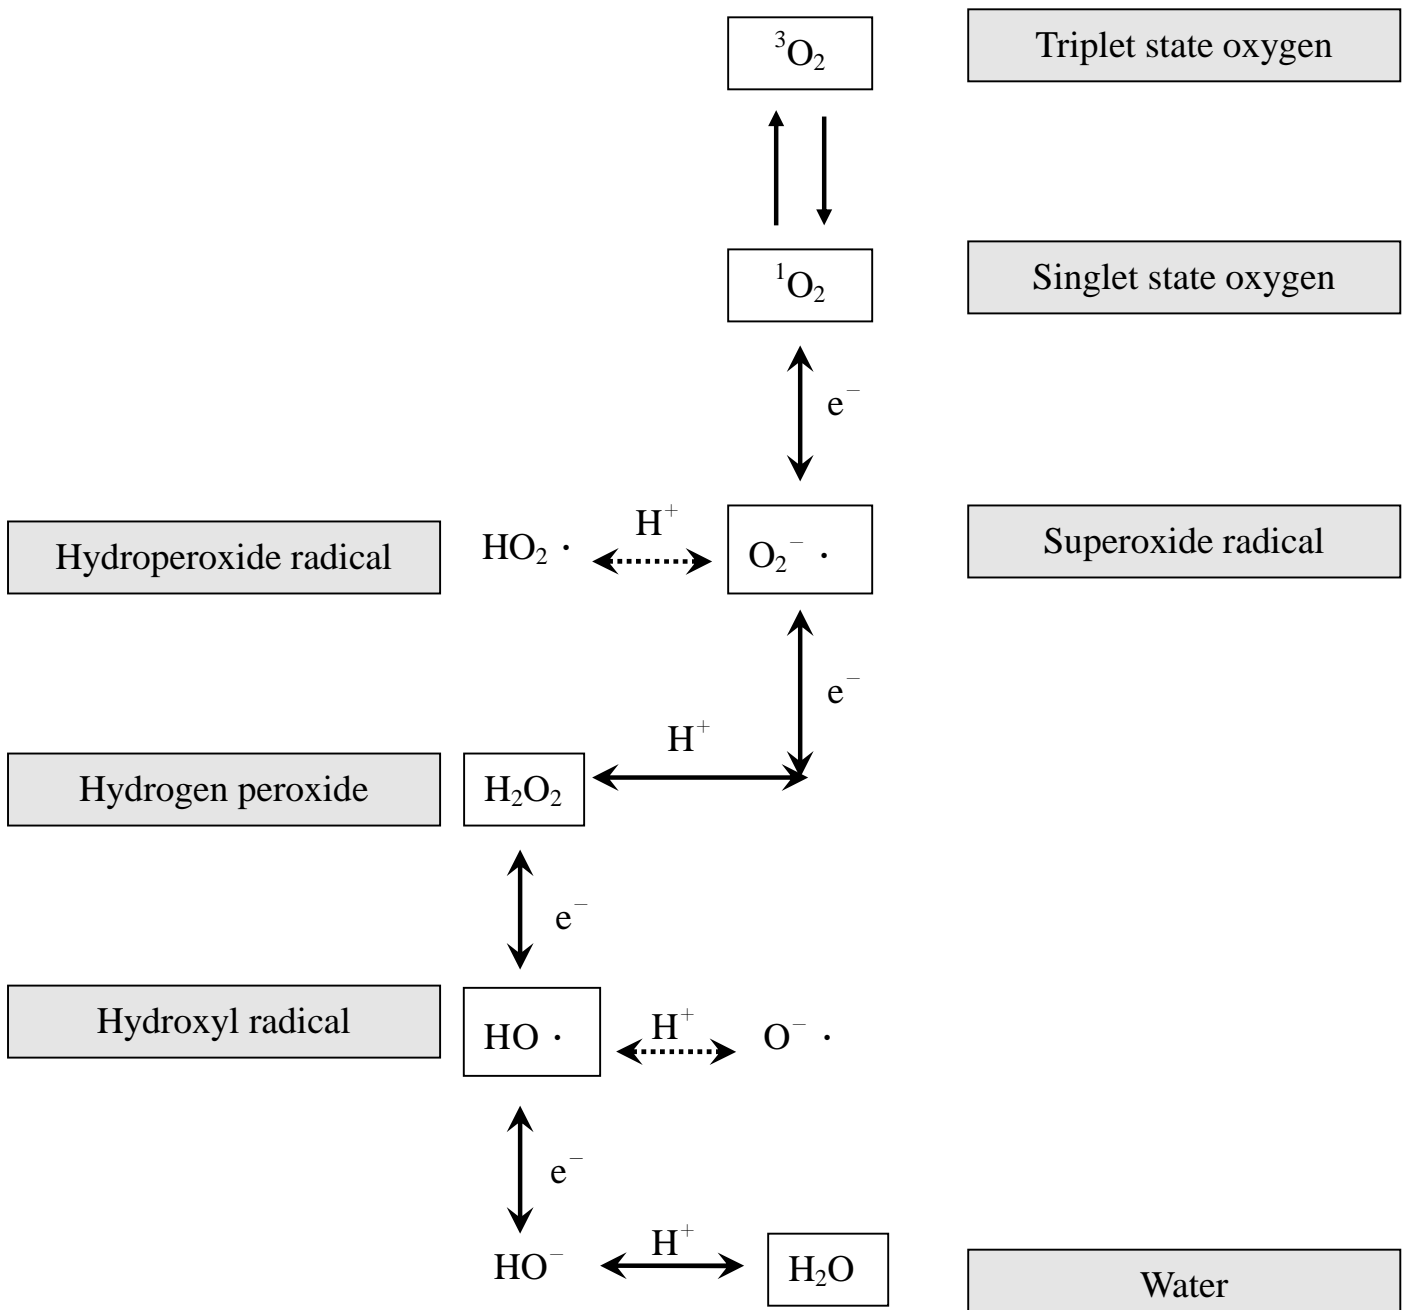 ³O₂
Triplet state oxygen
¹O₂
Singlet state oxygen
e⁻
Hydroperoxide radical
HO₂ ·
H⁺
O₂⁻ ·
Superoxide radical
e⁻
H⁺
Hydrogen peroxide
H₂O₂
e⁻
Hydroxyl radical
HO ·
H⁺
O⁻ ·
e⁻
HO⁻
H⁺
H₂O
Water